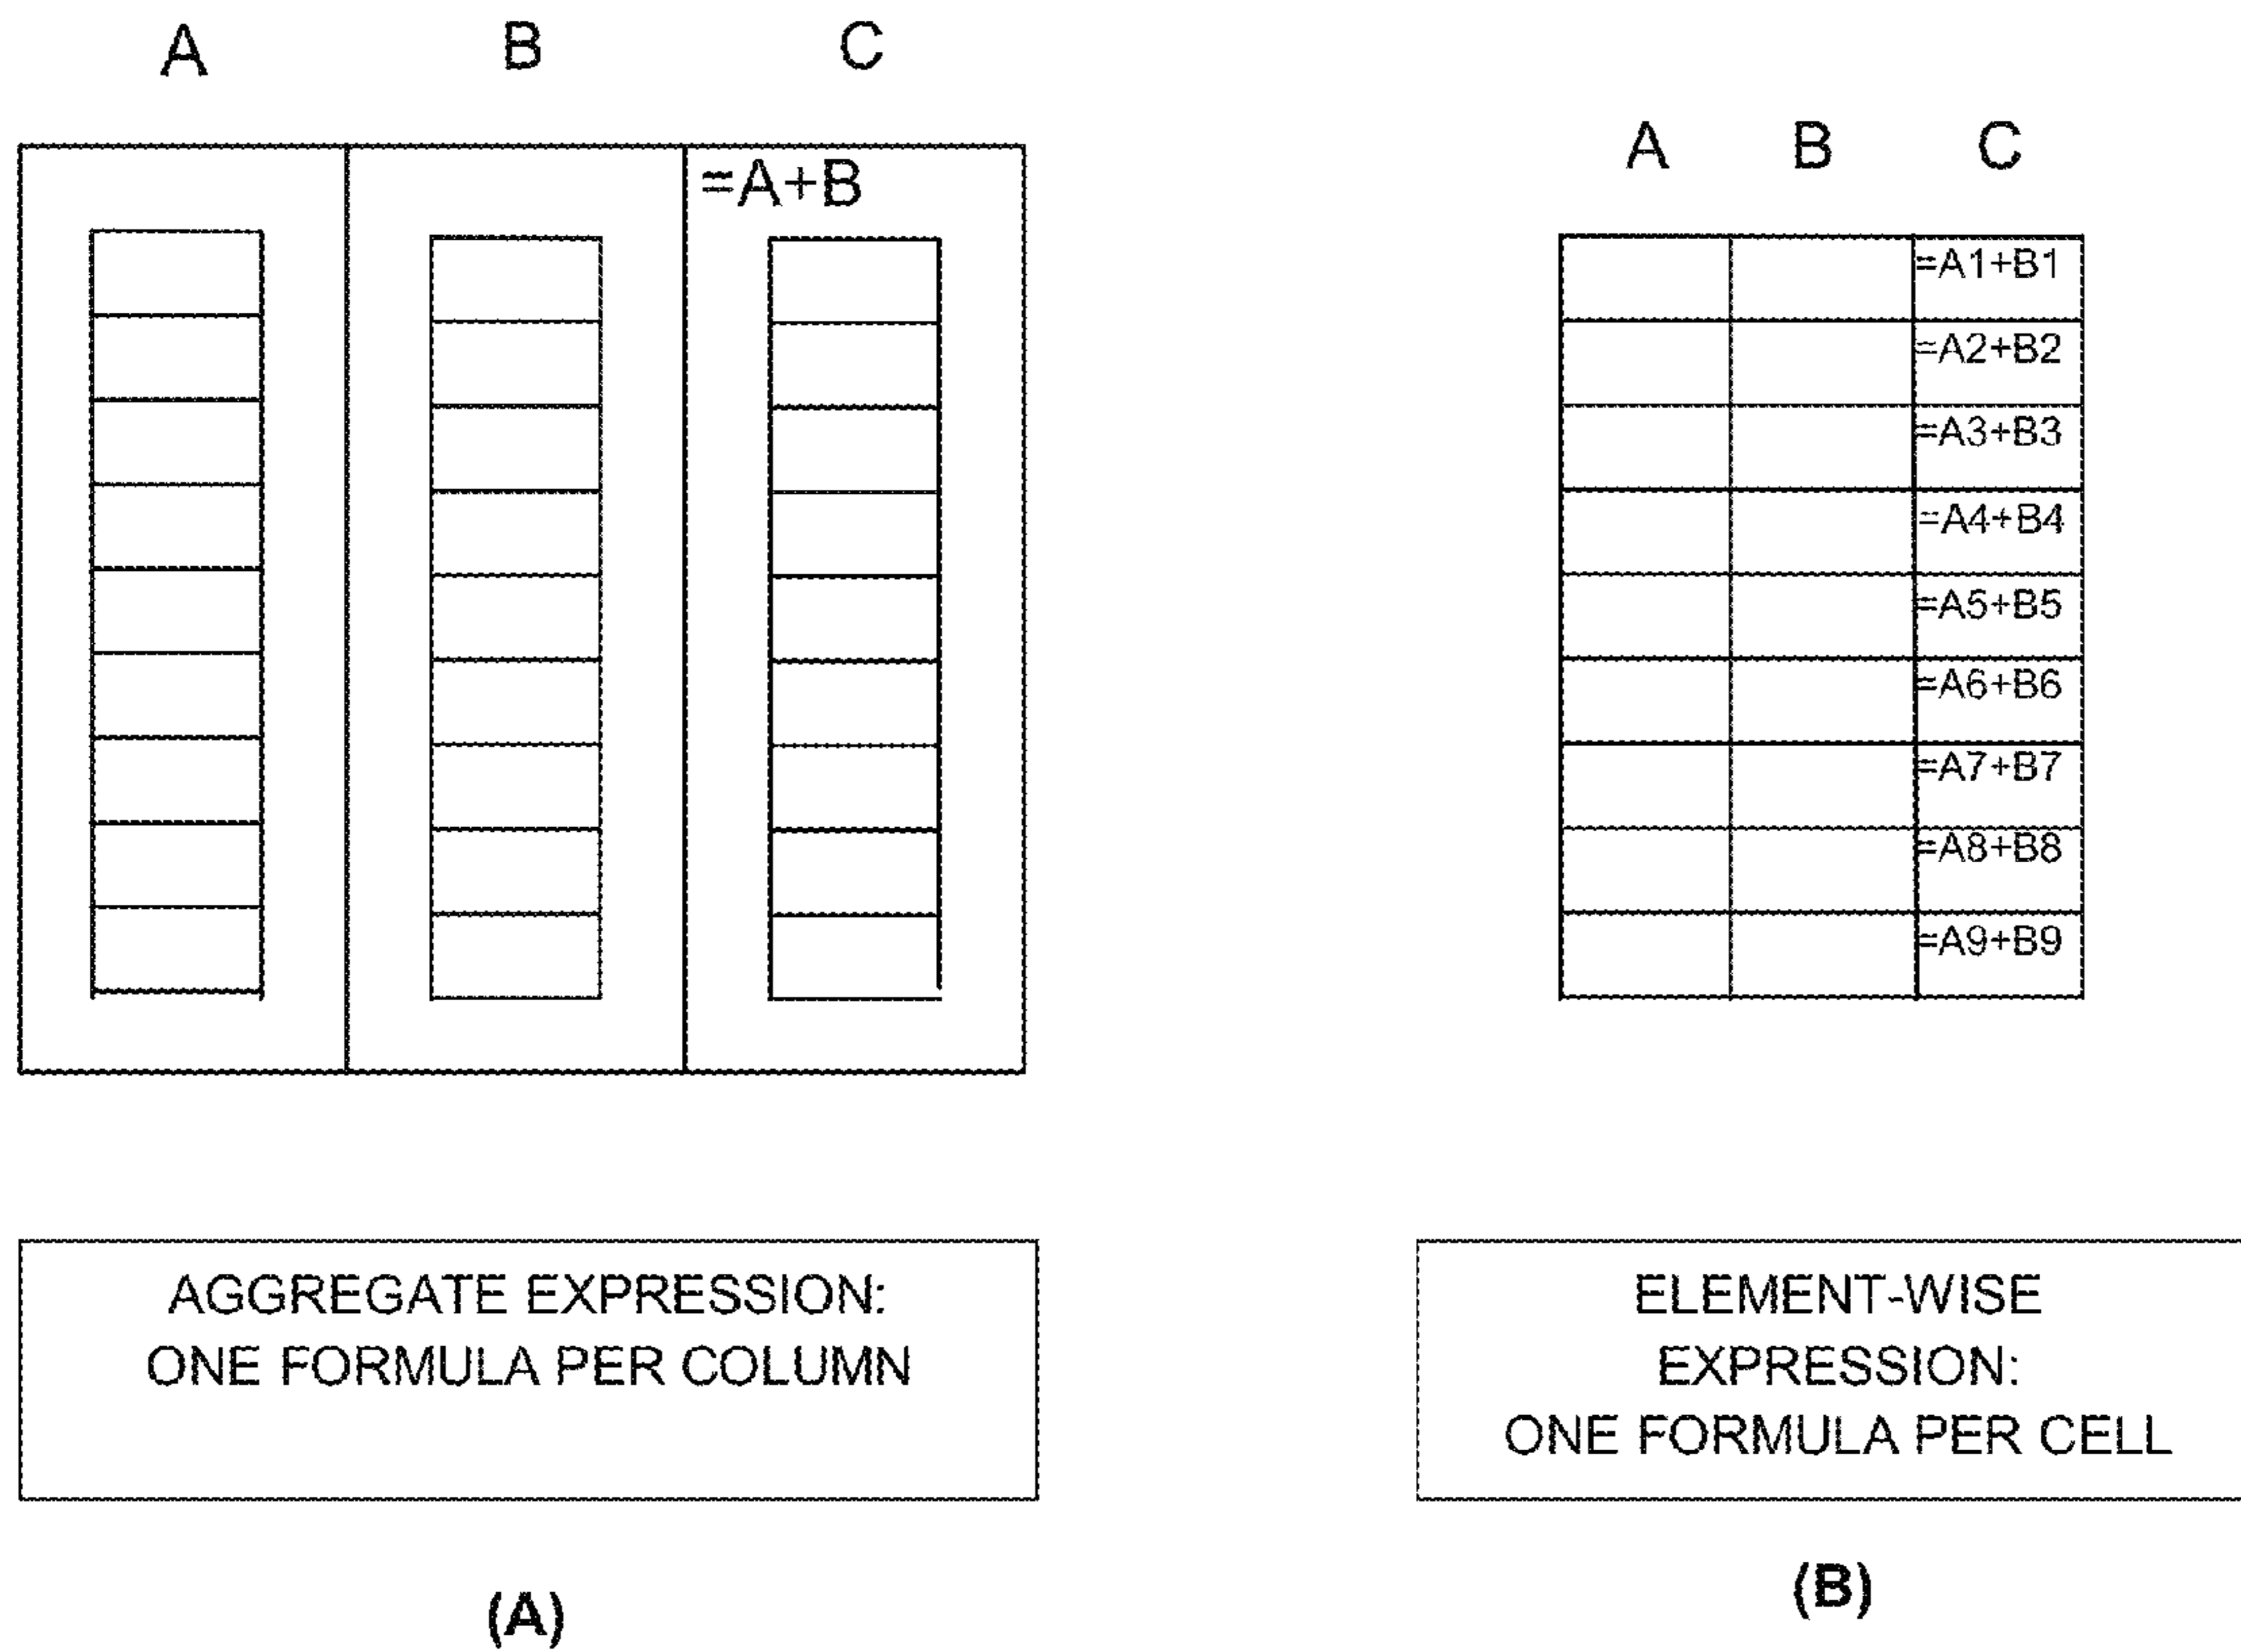 A B C
=A+B
AGGREGATE EXPRESSION:
ONE FORMULA PER COLUMN
(A)
A B C
=A1+B1
=A2+B2
=A3+B3
=A4+B4
=A5+B5
=A6+B6
=A7+B7
=A8+B8
=A9+B9
ELEMENT-WISE
EXPRESSION:
ONE FORMULA PER CELL
(B)